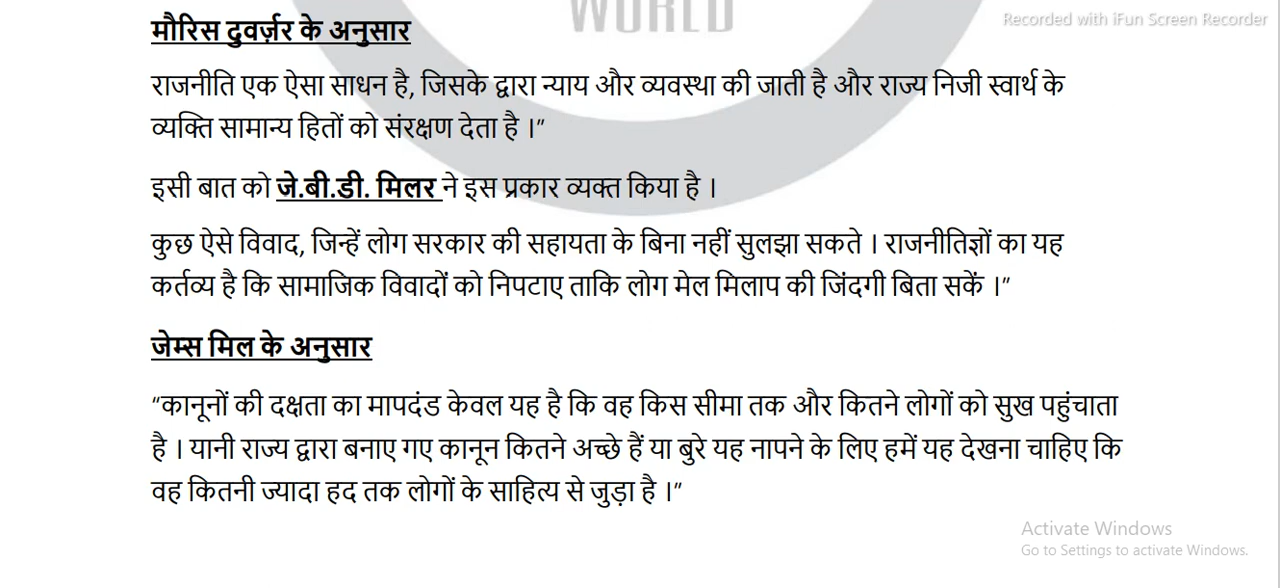 WORLD
Recorded with iFun Screen Recorder
मौरिस दुवर्ज़र के अनुसार
राजनीति एक ऐसा साधन है, जिसके द्वारा न्याय और व्यवस्था की जाती है और राज्य निजी स्वार्थ के
व्यक्ति सामान्य हितों को संरक्षण देता है ।”
इसी बात को जे.बी.डी. मिलर ने इस प्रकार व्यक्त किया है ।
कुछ ऐसे विवाद, जिन्हें लोग सरकार की सहायता के बिना नहीं सुलझा सकते । राजनीतिज्ञों का यह
कर्तव्य है कि सामाजिक विवादों को निपटाए ताकि लोग मेल मिलाप की जिंदगी बिता सकें ।”
जेम्स मिल के अनुसार
“कानूनों की दक्षता का मापदंड केवल यह है कि वह किस सीमा तक और कितने लोगों को सुख पहुंचाता
है । यानी राज्य द्वारा बनाए गए कानून कितने अच्छे हैं या बुरे यह नापने के लिए हमें यह देखना चाहिए कि
वह कितनी ज्यादा हद तक लोगों के साहित्य से जुड़ा है ।”
Activate Windows
Go to Settings to activate Windows.